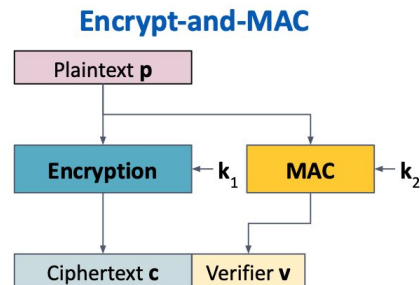 Encrypt-and-MAC
Plaintext p
Encryption
k₁
MAC
k₂
Ciphertext c
Verifier v